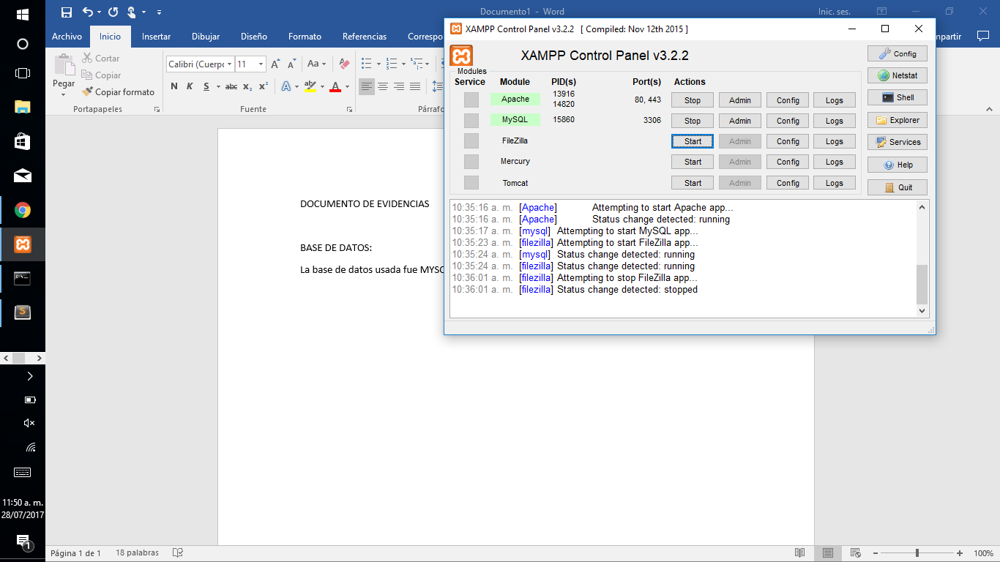 Documento1 - Word
Inic. ses.
Archivo
Inicio
Insertar
Dibujar
Diseño
Formato
Referencias
Correspo
mpartir
Pegar
Cortar
Copiar
Copiar formato
Portapapeles
Calibri (Cuerpo
11
Aa
N K S abc x₂ x²
A
Fuente
Párrafo
DOCUMENTO DE EVIDENCIAS
BASE DE DATOS:
La base de datos usada fue MYSQ
XAMPP Control Panel v3.2.2 [ Compiled: Nov 12th 2015 ]
XAMPP Control Panel v3.2.2
Modules
Service Module PID(s) Port(s) Actions
Apache 13916 14820 80, 443 Stop Admin Config Logs
MySQL 15860 3306 Stop Admin Config Logs
FileZilla Start Admin Config Logs
Mercury Start Admin Config Logs
Tomcat Start Admin Config Logs
Config
Netstat
Shell
Explorer
Services
Help
Quit
10:35:16 a. m. [Apache] Attempting to start Apache app...
10:35:16 a. m. [Apache] Status change detected: running
10:35:17 a. m. [mysql] Attempting to start MySQL app...
10:35:23 a. m. [filezilla] Attempting to start FileZilla app...
10:35:24 a. m. [mysql] Status change detected: running
10:35:24 a. m. [filezilla] Status change detected: running
10:36:01 a. m. [filezilla] Attempting to stop FileZilla app...
10:36:01 a. m. [filezilla] Status change detected: stopped
11:50 a. m.
28/07/2017
1
Página 1 de 1
18 palabras
100%